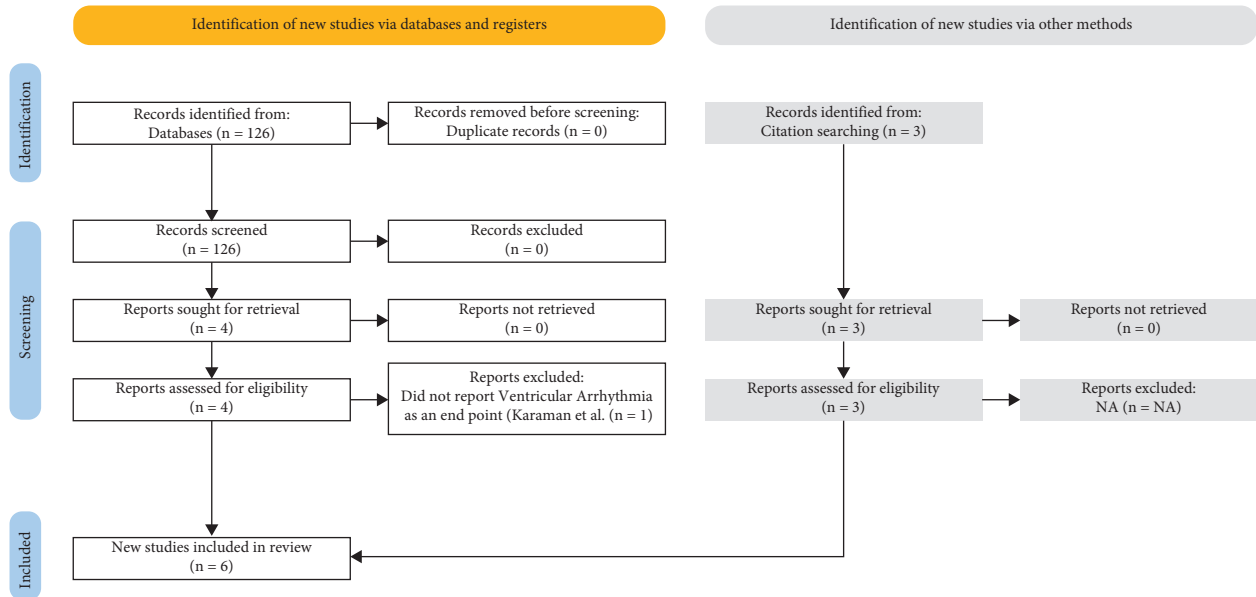 Identification of new studies via databases and registers
Identification of new studies via other methods
Identification
Records identified from:
Databases (n = 126)
Records removed before screening:
Duplicate records (n = 0)
Records identified from:
Citation searching (n = 3)
Screening
Records screened
(n = 126)
Records excluded
(n = 0)
Reports sought for retrieval
(n = 4)
Reports not retrieved
(n = 0)
Reports sought for retrieval
(n = 3)
Reports not retrieved
(n = 0)
Reports assessed for eligibility
(n = 4)
Reports excluded:
Did not report Ventricular Arrhythmia
as an end point (Karaman et al. (n = 1)
Reports assessed for eligibility
(n = 3)
Reports excluded:
NA (n = NA)
Included
New studies included in review
(n = 6)